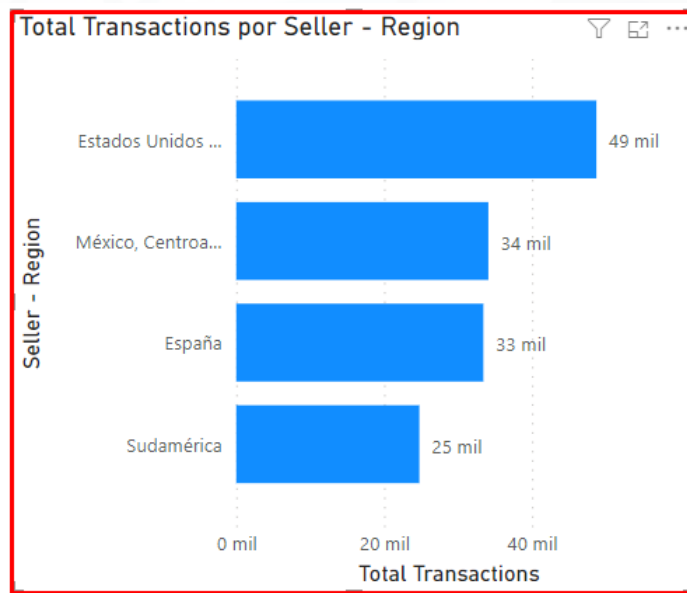 Total Transactions por Seller - Region
Seller - Region
Estados Unidos ...
49 mil
México, Centroa...
34 mil
España
33 mil
Sudamérica
25 mil
0 mil 20 mil 40 mil
Total Transactions